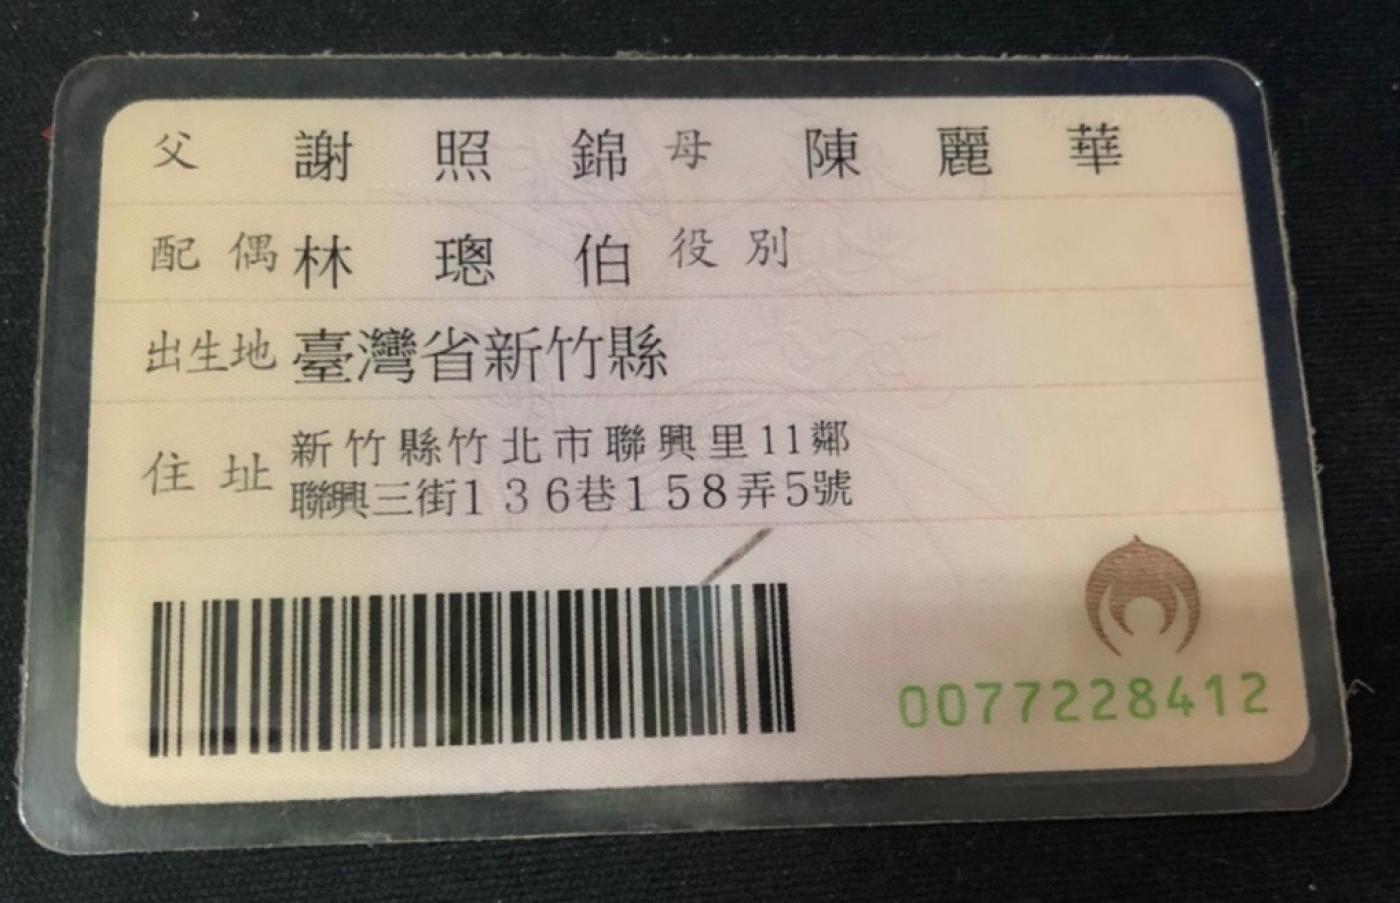 父 謝照錦 母 陳麗華
配偶 林璁伯 役別
出生地 臺灣省新竹縣
住址 新竹縣竹北市聯興里11鄰
聯興三街136巷158弄5號
0077228412